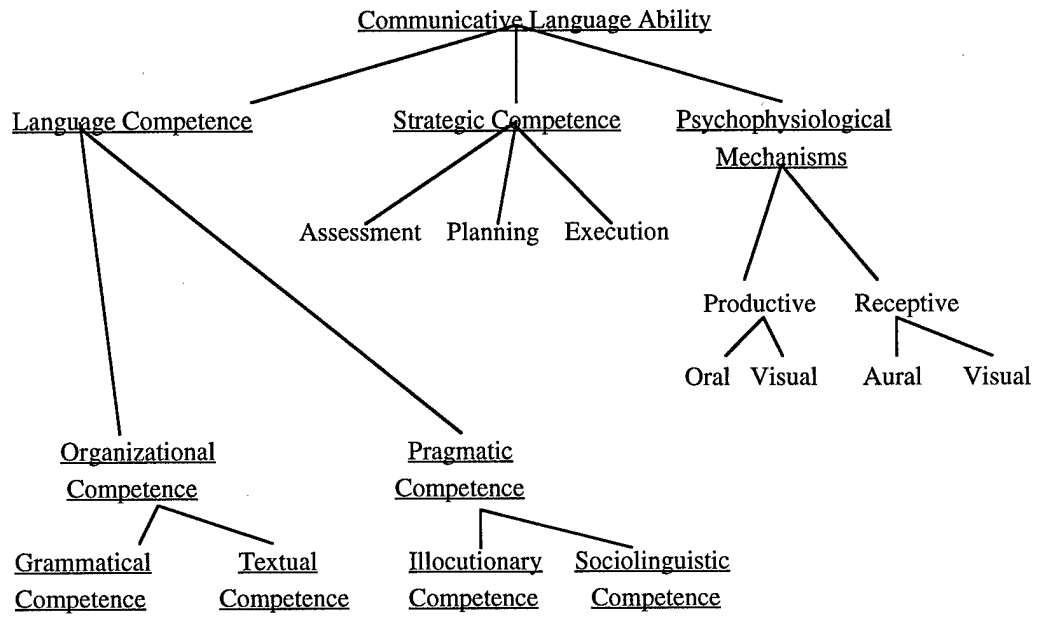 Communicative Language Ability
Language Competence Strategic Competence Psychophysiological
Mechanisms
Assessment Planning Execution
Productive Receptive
Oral Visual Aural Visual
Organizational Pragmatic
Competence Competence
Grammatical Textual Illocutionary Sociolinguistic
Competence Competence Competence Competence